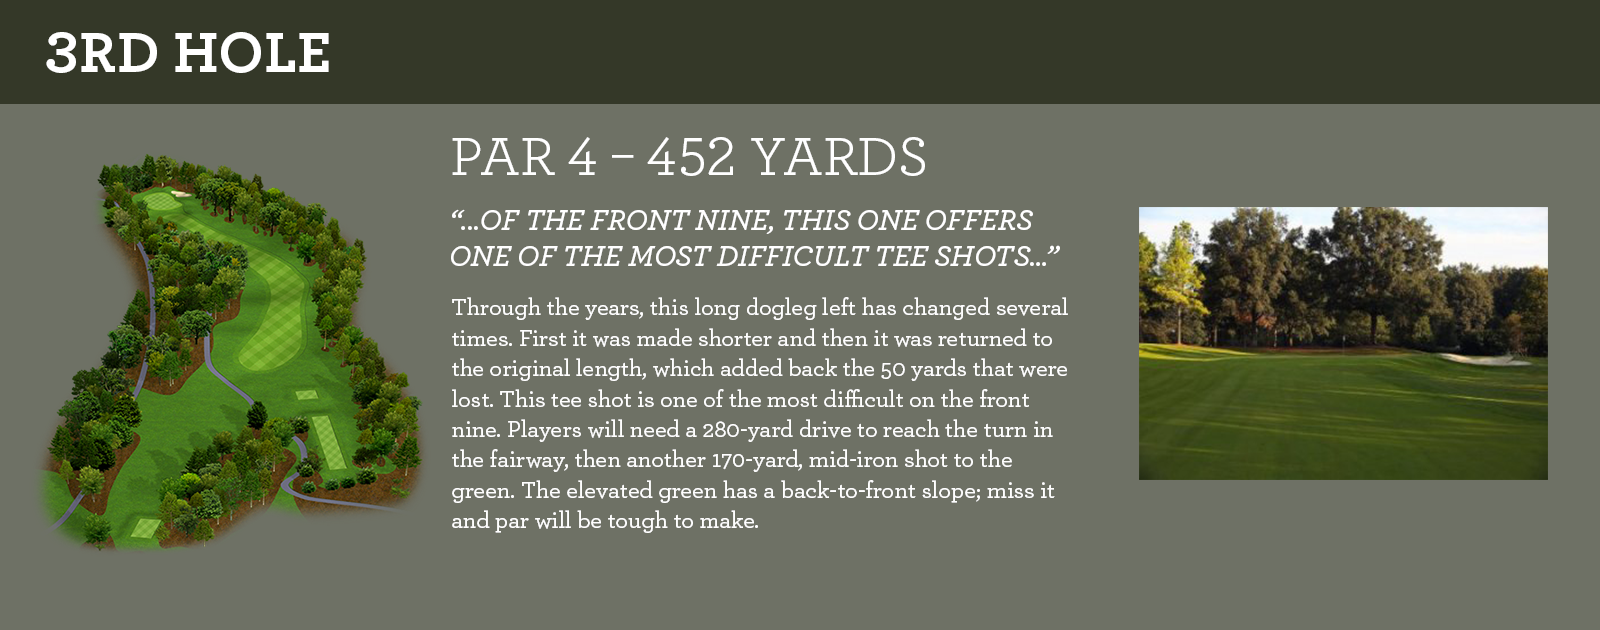 3RD HOLE
PAR 4 – 452 YARDS
“...OF THE FRONT NINE, THIS ONE OFFERS
ONE OF THE MOST DIFFICULT TEE SHOTS...”
Through the years, this long dogleg left has changed several
times. First it was made shorter and then it was returned to
the original length, which added back the 50 yards that were
lost. This tee shot is one of the most difficult on the front
nine. Players will need a 280-yard drive to reach the turn in
the fairway, then another 170-yard, mid-iron shot to the
green. The elevated green has a back-to-front slope; miss it
and par will be tough to make.